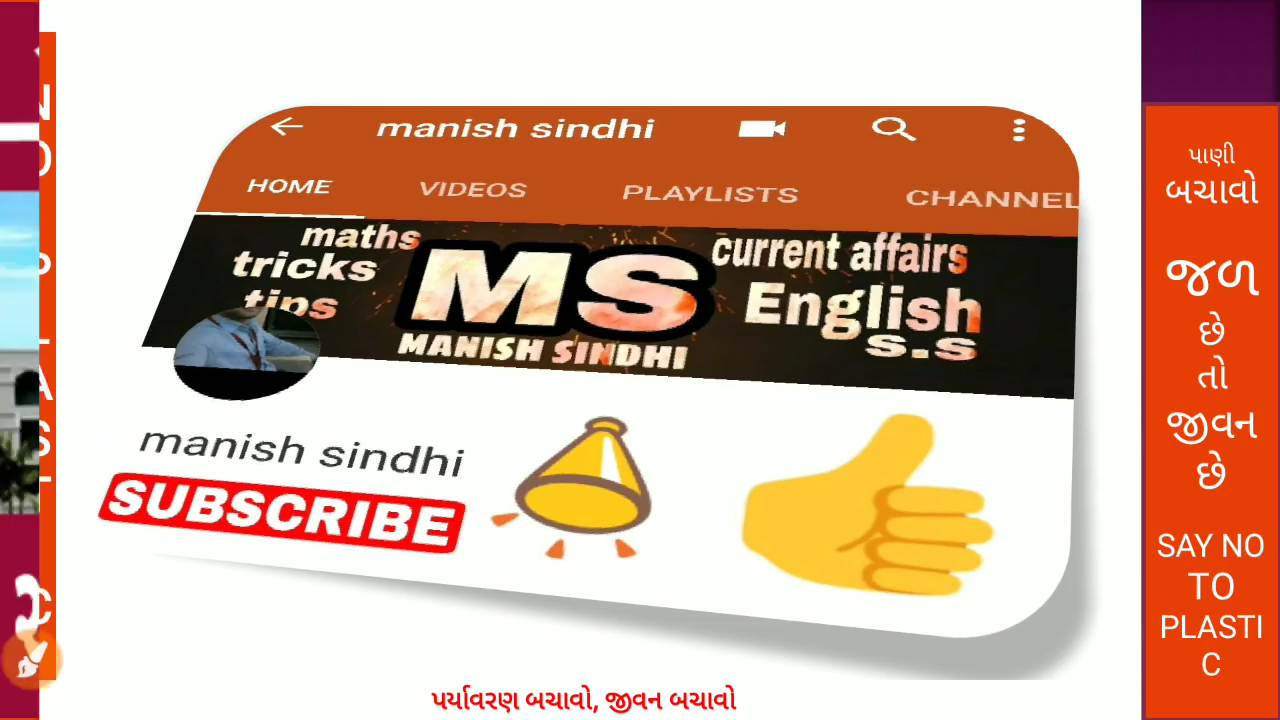 manish sindhi
HOME VIDEOS PLAYLISTS CHANNEL
maths
tricks
tips
MS
MANISH SINDHI
current affairs
English
s.s
manish sindhi
SUBSCRIBE
પાણી
બચાવો
જળ
છે
તો
જીવન
છે
SAY NO
TO
PLASTI
C
પર્યાવરણ બચાવો, જીવન બચાવો